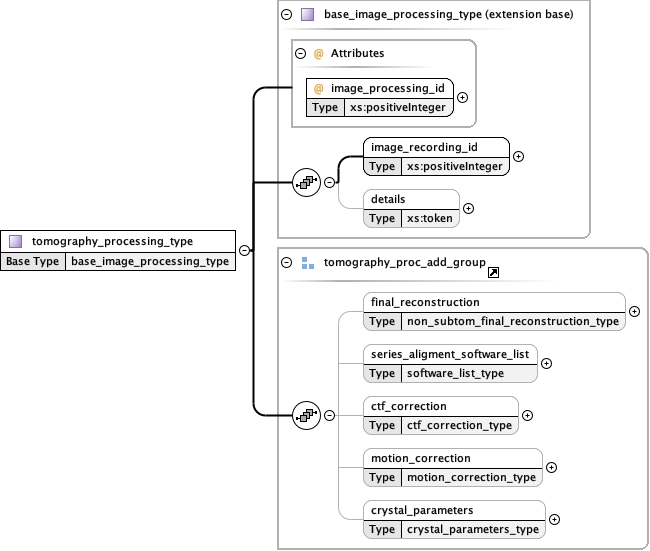 base_image_processing_type (extension base)
@ Attributes
@ image_processing_id
Type xs:positiveInteger
image_recording_id
Type xs:positiveInteger
details
Type xs:token
tomography_processing_type
Base Type base_image_processing_type
tomography_proc_add_group
final_reconstruction
Type non_subtom_final_reconstruction_type
series_aligment_software_list
Type software_list_type
ctf_correction
Type ctf_correction_type
motion_correction
Type motion_correction_type
crystal_parameters
Type crystal_parameters_type